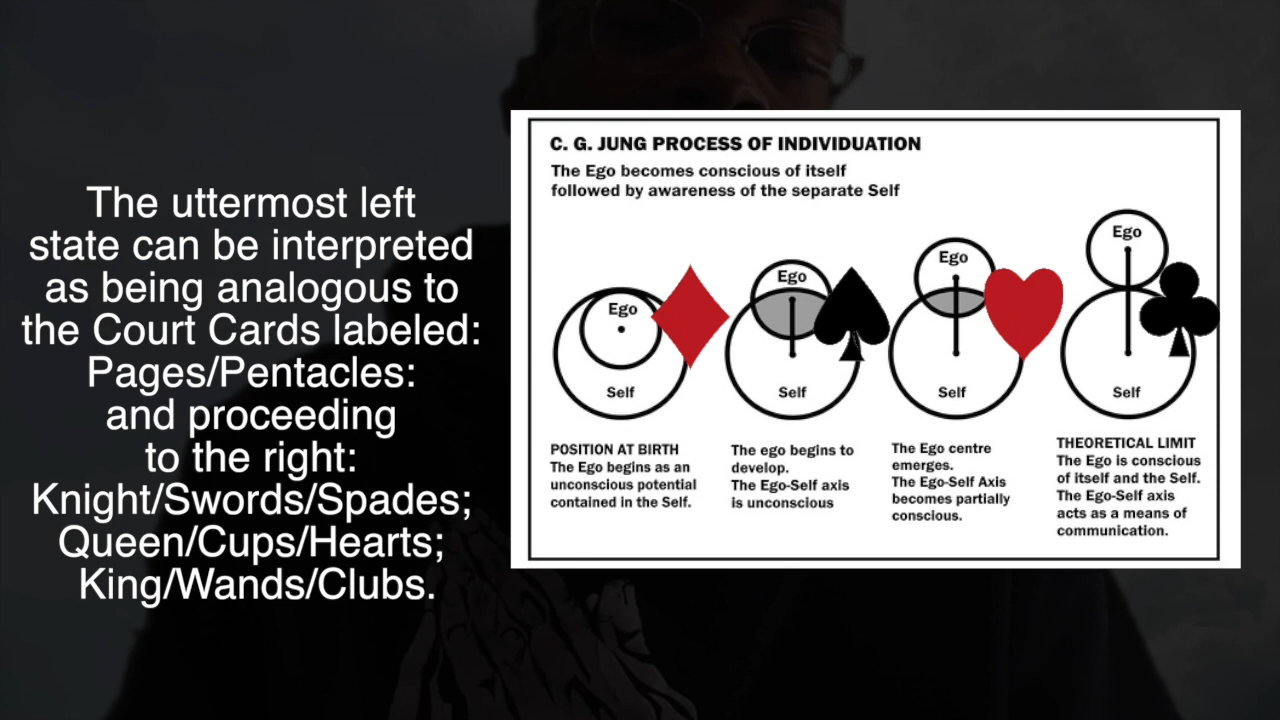 The uttermost left
state can be interpreted
as being analogous to
the Court Cards labeled:
Pages/Pentacles:
and proceeding
to the right:
Knight/Swords/Spades;
Queen/Cups/Hearts;
King/Wands/Clubs.
C. G. JUNG PROCESS OF INDIVIDUATION
The Ego becomes conscious of itself
followed by awareness of the separate Self
Ego
Self
POSITION AT BIRTH
The Ego begins as an
unconscious potential
contained in the Self.
Ego
Self
The ego begins to
develop.
The Ego-Self axis
is unconscious
Ego
Self
The Ego centre
emerges.
The Ego-Self Axis
becomes partially
conscious.
Ego
Self
THEORETICAL LIMIT
The Ego is conscious
of itself and the Self.
The Ego-Self axis
acts as a means of
communication.